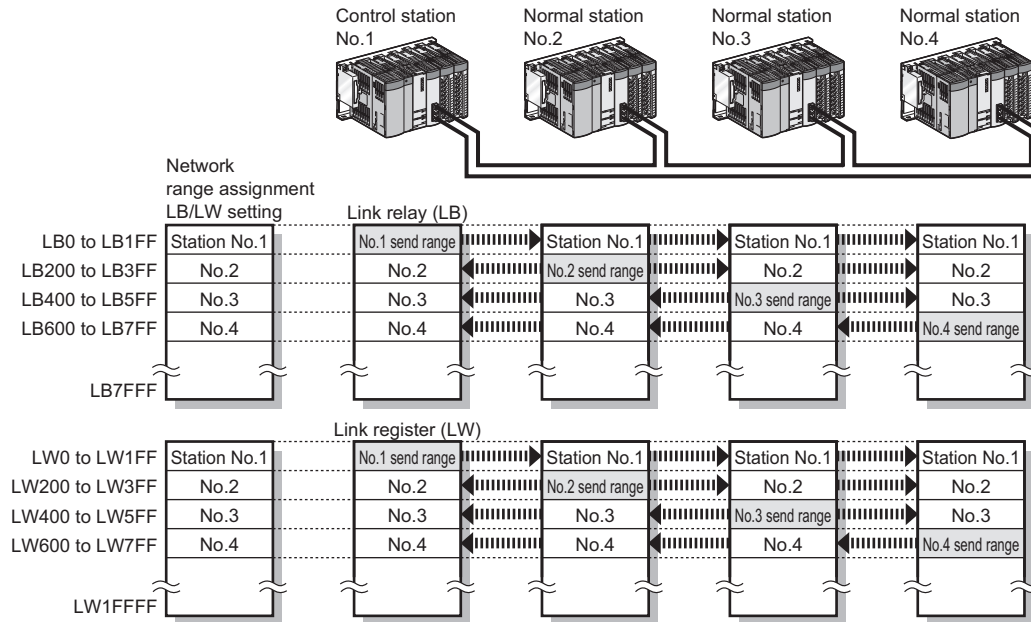 Control station No.1
Normal station No.2
Normal station No.3
Normal station No.4
Network
range assignment
LB/LW setting
Link relay (LB)
LB0 to LB1FF Station No.1 No.1 send range Station No.1 Station No.1 Station No.1
LB200 to LB3FF No.2 No.2 No.2 send range No.2 No.2
LB400 to LB5FF No.3 No.3 No.3 No.3 send range No.3
LB600 to LB7FF No.4 No.4 No.4 No.4 No.4 send range
LB7FFF
Link register (LW)
LW0 to LW1FF Station No.1 No.1 send range Station No.1 Station No.1 Station No.1
LW200 to LW3FF No.2 No.2 No.2 send range No.2 No.2
LW400 to LW5FF No.3 No.3 No.3 No.3 send range No.3
LW600 to LW7FF No.4 No.4 No.4 No.4 No.4 send range
LW1FFFF